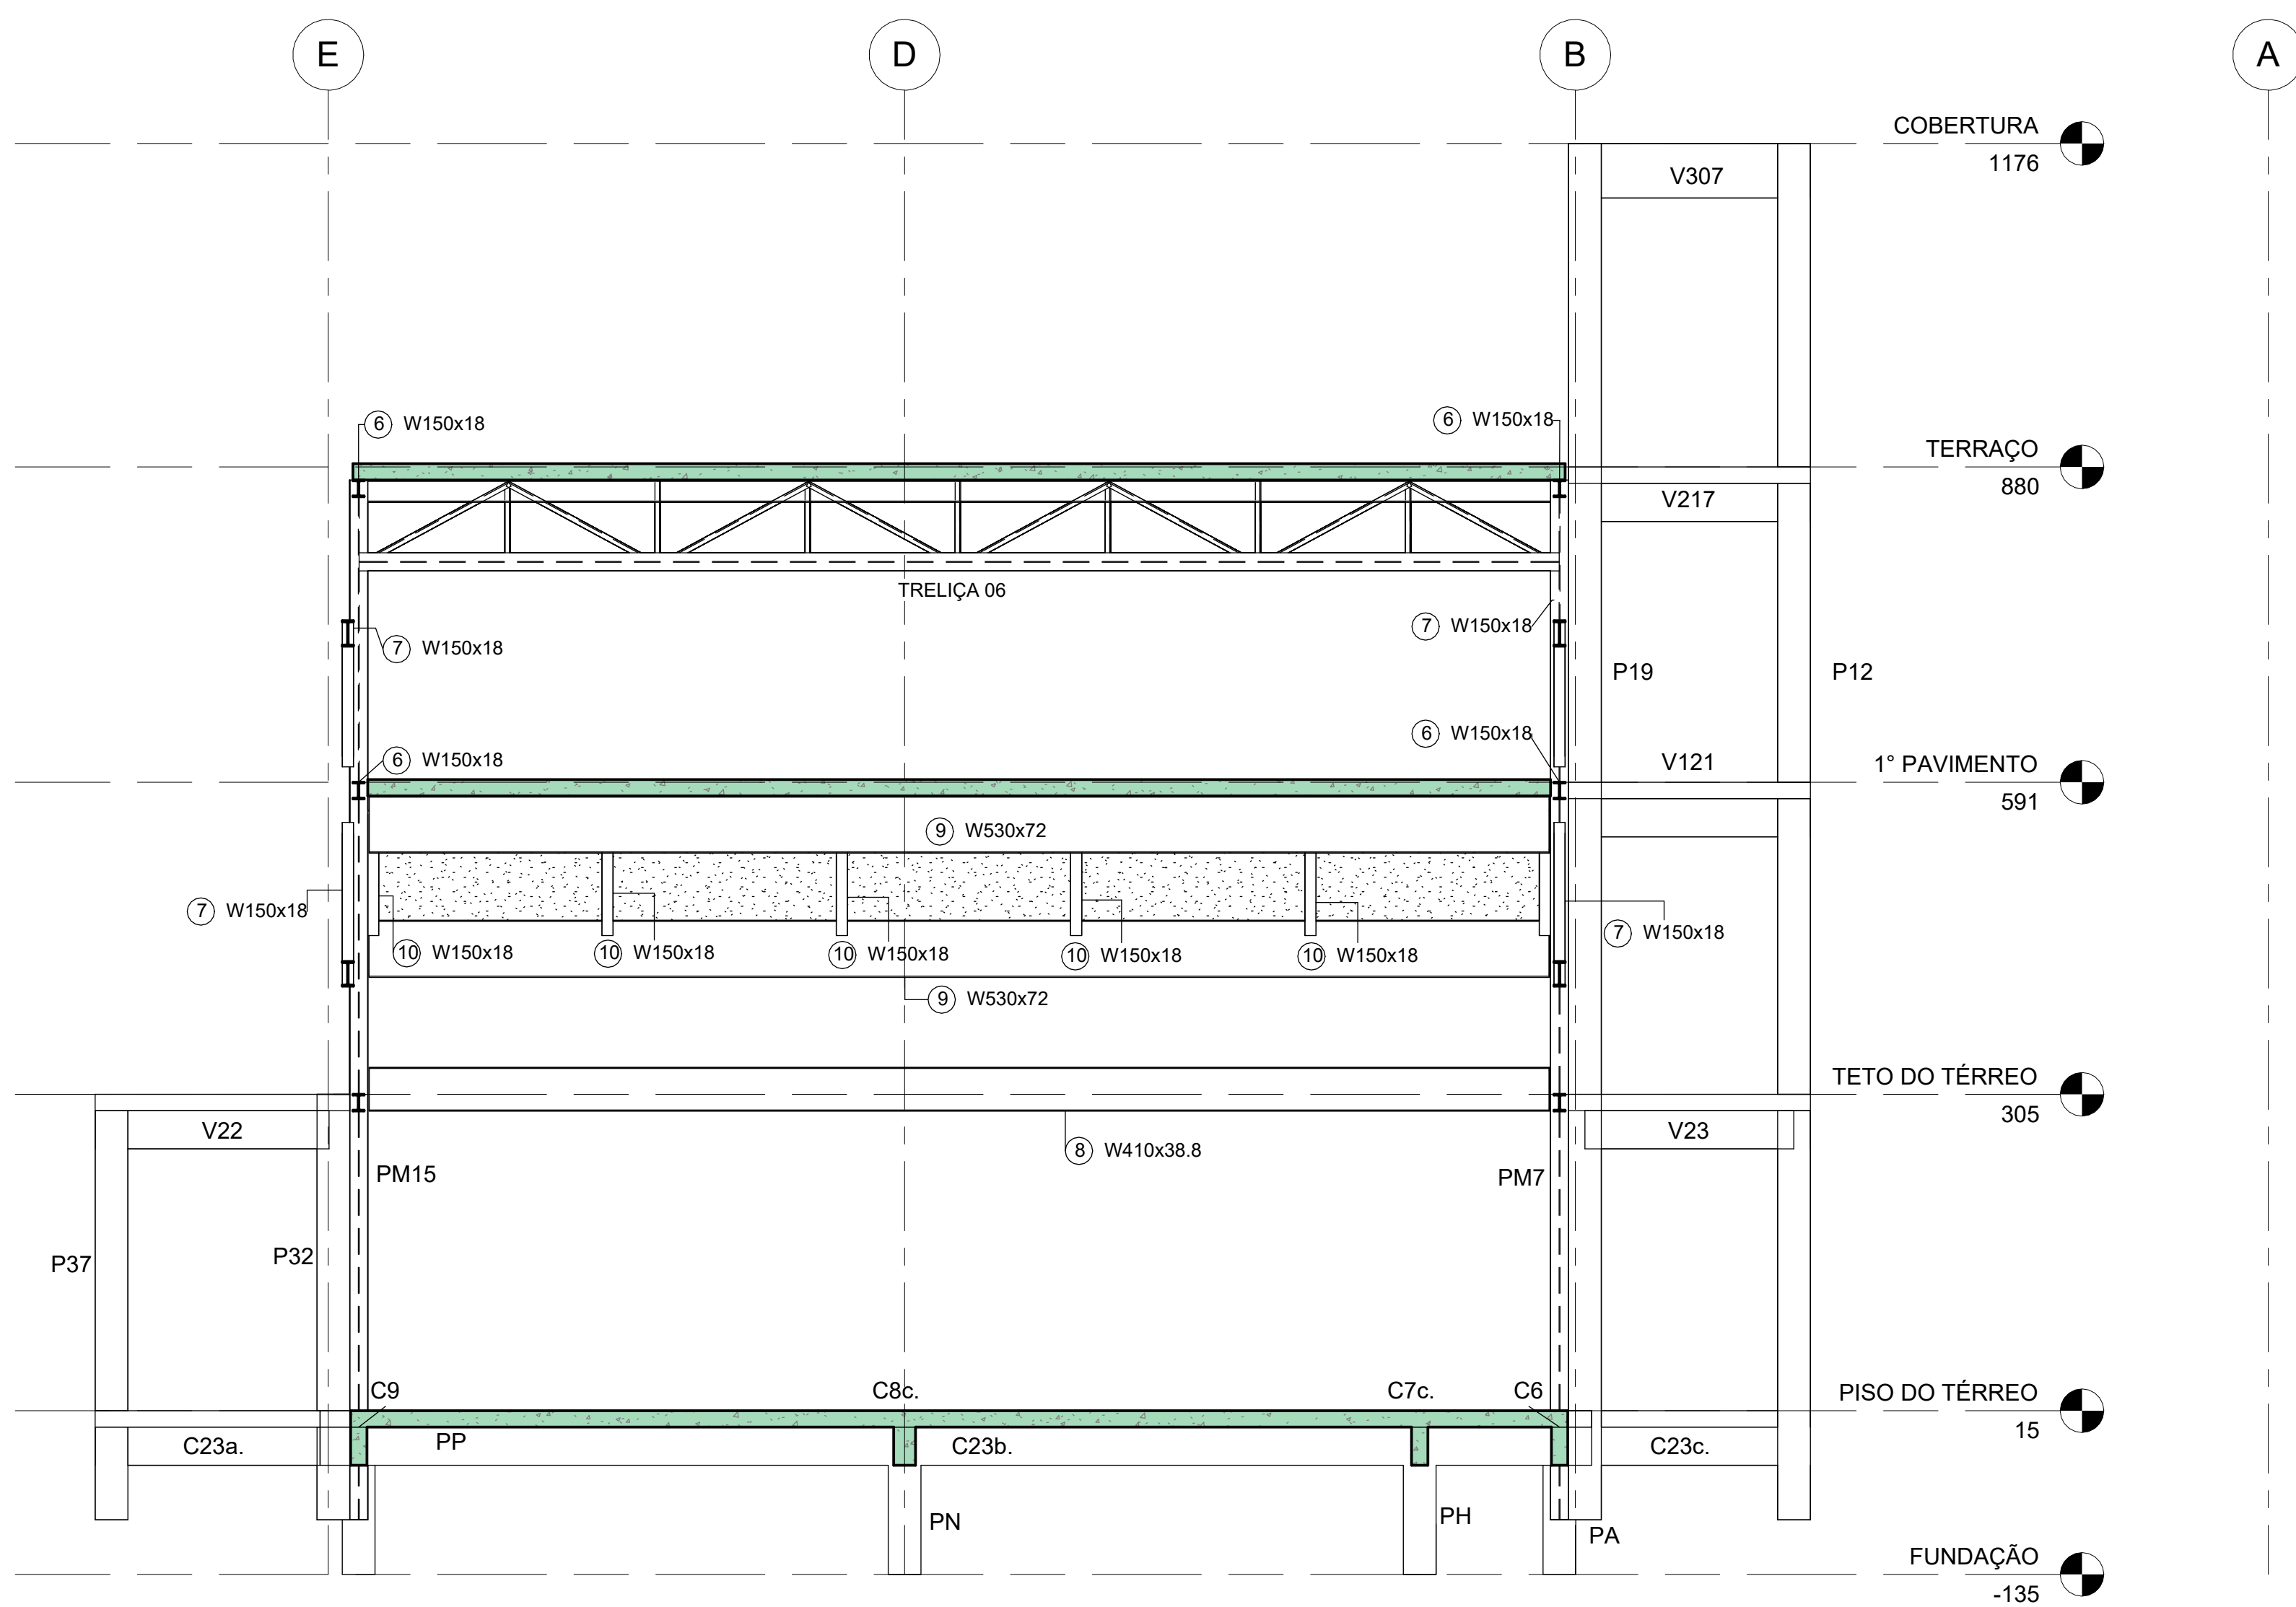 E
D
B
A
COBERTURA
1176
V307
6 W150x18
6 W150x18
TERRAÇO
880
V217
TRELIÇA 06
7 W150x18
7 W150x18
P19
P12
6 W150x18
6 W150x18
V121
1° PAVIMENTO
591
9 W530x72
7 W150x18
10 W150x18
10 W150x18
10 W150x18
10 W150x18
10 W150x18
7 W150x18
9 W530x72
TETO DO TÉRREO
305
V22
V23
8 W410x38.8
PM15
PM7
P37
P32
C9
C8c.
C7c.
C6
PISO DO TÉRREO
15
C23a.
PP
C23b.
C23c.
PN
PH
PA
FUNDAÇÃO
-135